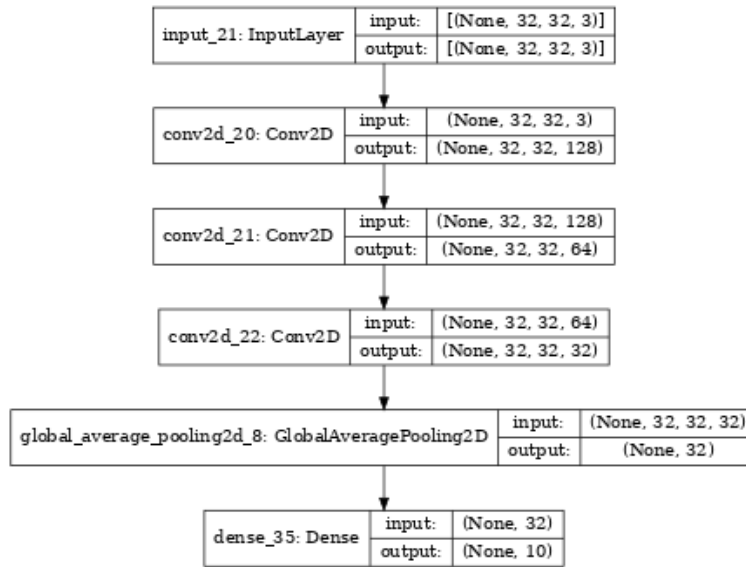 input_21: InputLayer
input: [(None, 32, 32, 3)]
output: [(None, 32, 32, 3)]
conv2d_20: Conv2D
input: (None, 32, 32, 3)
output: (None, 32, 32, 128)
conv2d_21: Conv2D
input: (None, 32, 32, 128)
output: (None, 32, 32, 64)
conv2d_22: Conv2D
input: (None, 32, 32, 64)
output: (None, 32, 32, 32)
global_average_pooling2d_8: GlobalAveragePooling2D
input: (None, 32, 32, 32)
output: (None, 32)
dense_35: Dense
input: (None, 32)
output: (None, 10)